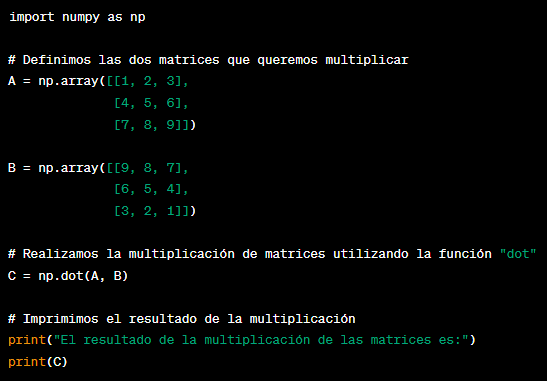 import numpy as np
# Definimos las dos matrices que queremos multiplicar
A = np.array([[1, 2, 3],
[4, 5, 6],
[7, 8, 9]])
B = np.array([[9, 8, 7],
[6, 5, 4],
[3, 2, 1]])
# Realizamos la multiplicación de matrices utilizando la función "dot"
C = np.dot(A, B)
# Imprimimos el resultado de la multiplicación
print("El resultado de la multiplicación de las matrices es:")
print(C)